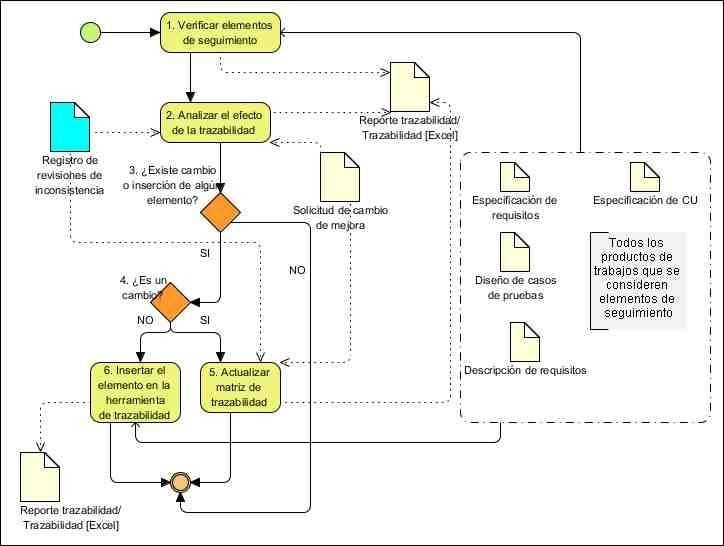 1. Verificar elementos
de seguimiento
2. Analizar el efecto
de la trazabilidad
Reporte trazabilidad/
Trazabilidad [Excel]
Registro de
revisiones de
inconsistencia
3. ¿Existe cambio
o inserción de algún
elemento?
Solicitud de cambio
de mejora
SI
NO
4. ¿Es un
cambio?
NO
SI
6. Insertar el
elemento en la
herramienta
de trazabilidad
5. Actualizar
matriz de
trazabilidad
Reporte trazabilidad/
Trazabilidad [Excel]
Especificación de
requisitos
Especificación de CU
Diseño de casos
de pruebas
Todos los
productos de
trabajos que se
consideren
elementos de
seguimiento
Descripción de requisitos